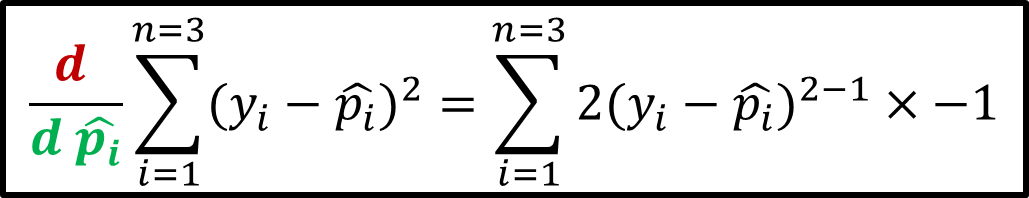 d/d p̂ᵢ ∑ᵢ₌₁ⁿ⁼³ (yᵢ − p̂ᵢ)² = ∑ᵢ₌₁ⁿ⁼³ 2(yᵢ − p̂ᵢ)²⁻¹ × −1